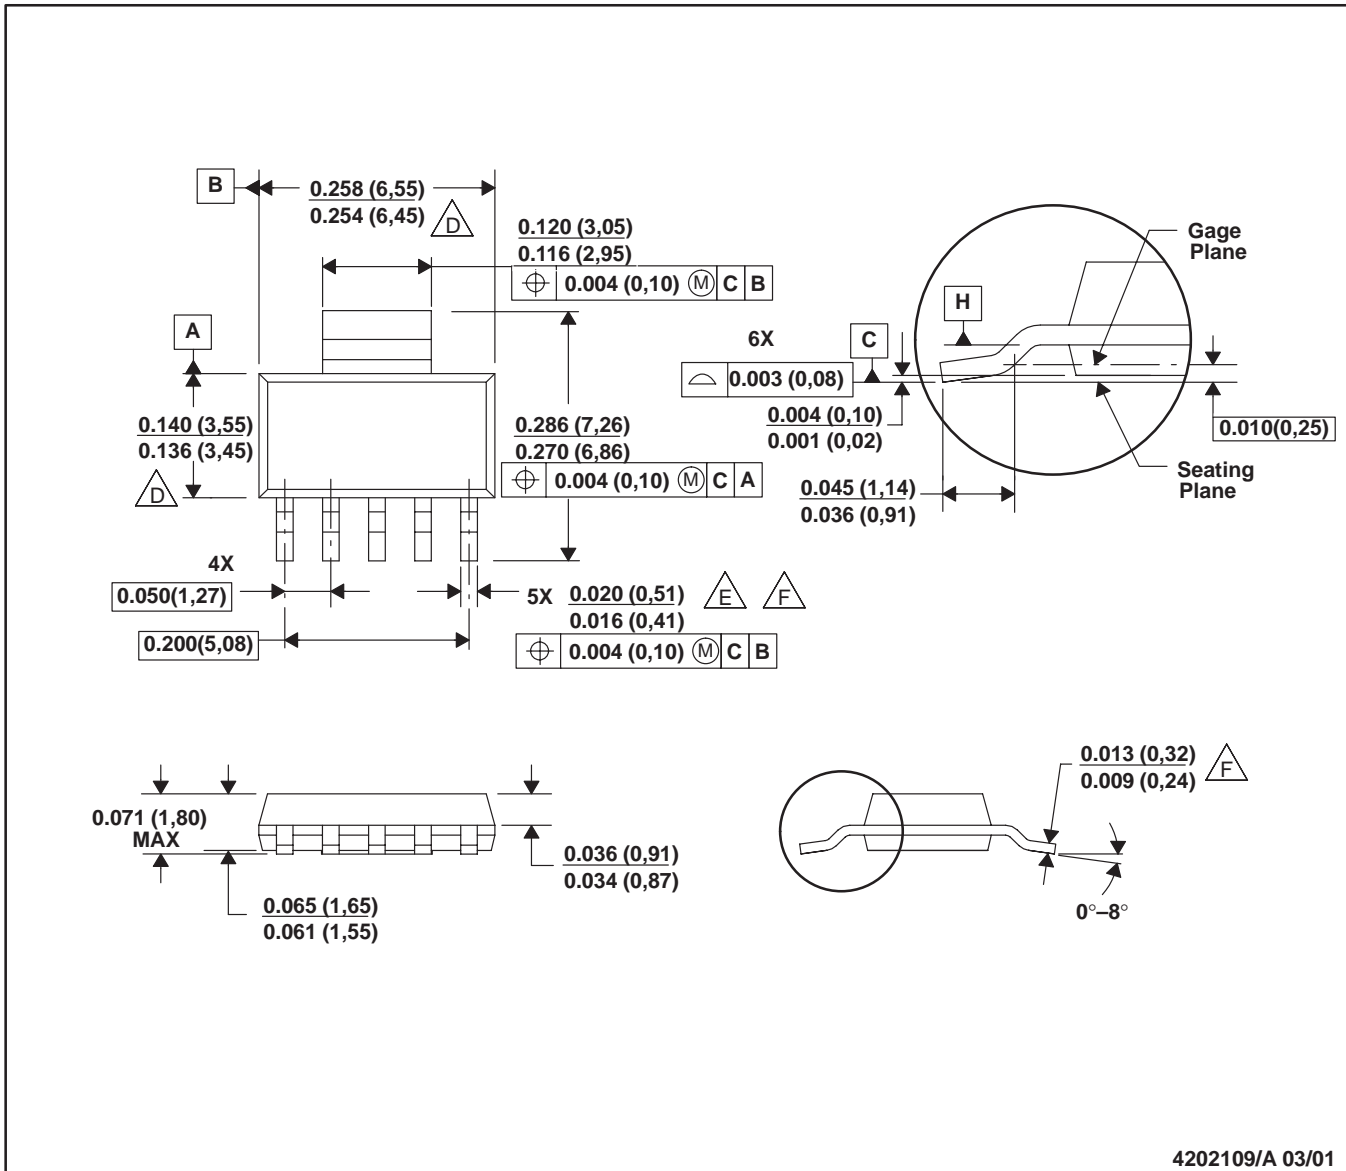 B
0.258 (6,55)
0.254 (6,45)
D
0.120 (3,05)
0.116 (2,95)
0.004 (0,10) M C B
A
0.140 (3,55)
0.136 (3,45)
D
0.286 (7,26)
0.270 (6,86)
0.004 (0,10) M C A
4X
0.050(1,27)
0.200(5,08)
5X
0.020 (0,51)
0.016 (0,41)
E
F
0.004 (0,10) M C B
Gage
Plane
H
6X
C
0.003 (0,08)
0.004 (0,10)
0.001 (0,02)
0.010(0,25)
Seating
Plane
0.045 (1,14)
0.036 (0,91)
0.071 (1,80)
MAX
0.065 (1,65)
0.061 (1,55)
0.036 (0,91)
0.034 (0,87)
0.013 (0,32)
0.009 (0,24)
F
0°–8°
4202109/A 03/01